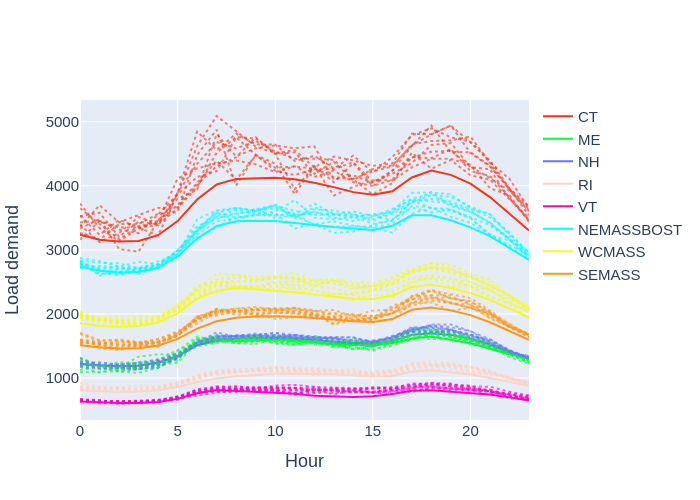 5000
4000
3000
2000
1000
Load demand
0
5
10
15
20
Hour
CT
ME
NH
RI
VT
NEMASSBOST
WCMASS
SEMASS